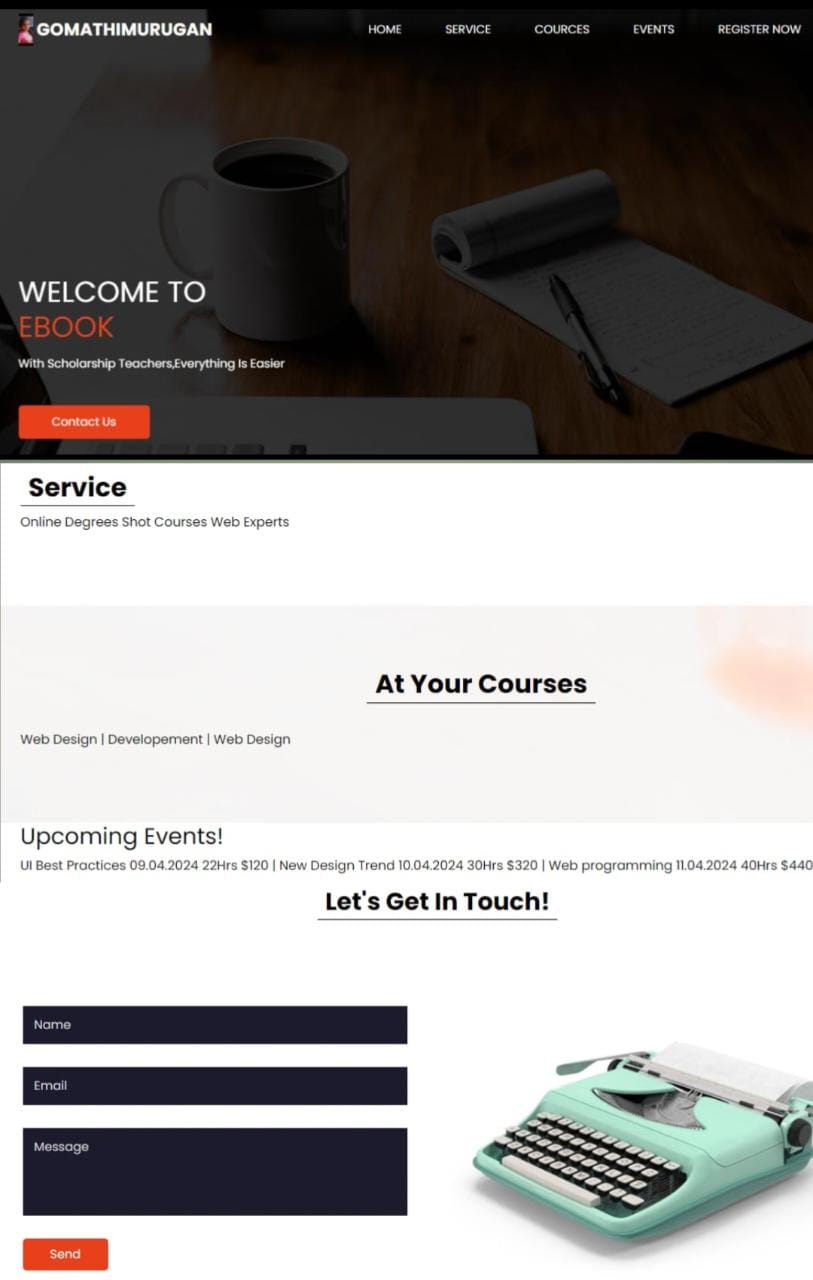 GOMATHIMURUGAN HOME SERVICE COURCES EVENTS REGISTER NOW
WELCOME TO
EBOOK
With Scholarship Teachers,Everything Is Easier
Contact Us
Service
Online Degrees Shot Courses Web Experts
At Your Courses
Web Design | Developement | Web Design
Upcoming Events!
UI Best Practices 09.04.2024 22Hrs $120 | New Design Trend 10.04.2024 30Hrs $320 | Web programming 11.04.2024 40Hrs $440
Let's Get In Touch!
Name
Email
Message
Send